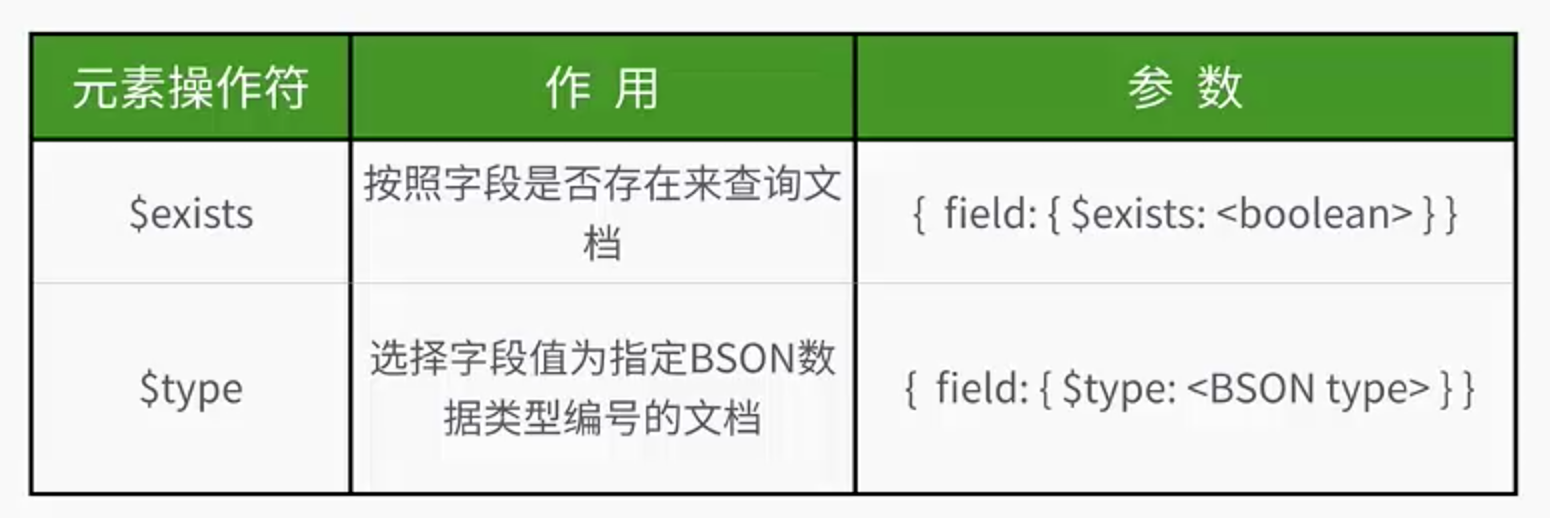 元素操作符 作 用 参 数
$exists 按照字段是否存在来查询文
档 { field: { $exists: <boolean> } }
$type 选择字段值为指定BSON数
据类型编号的文档 { field: { $type: <BSON type> } }